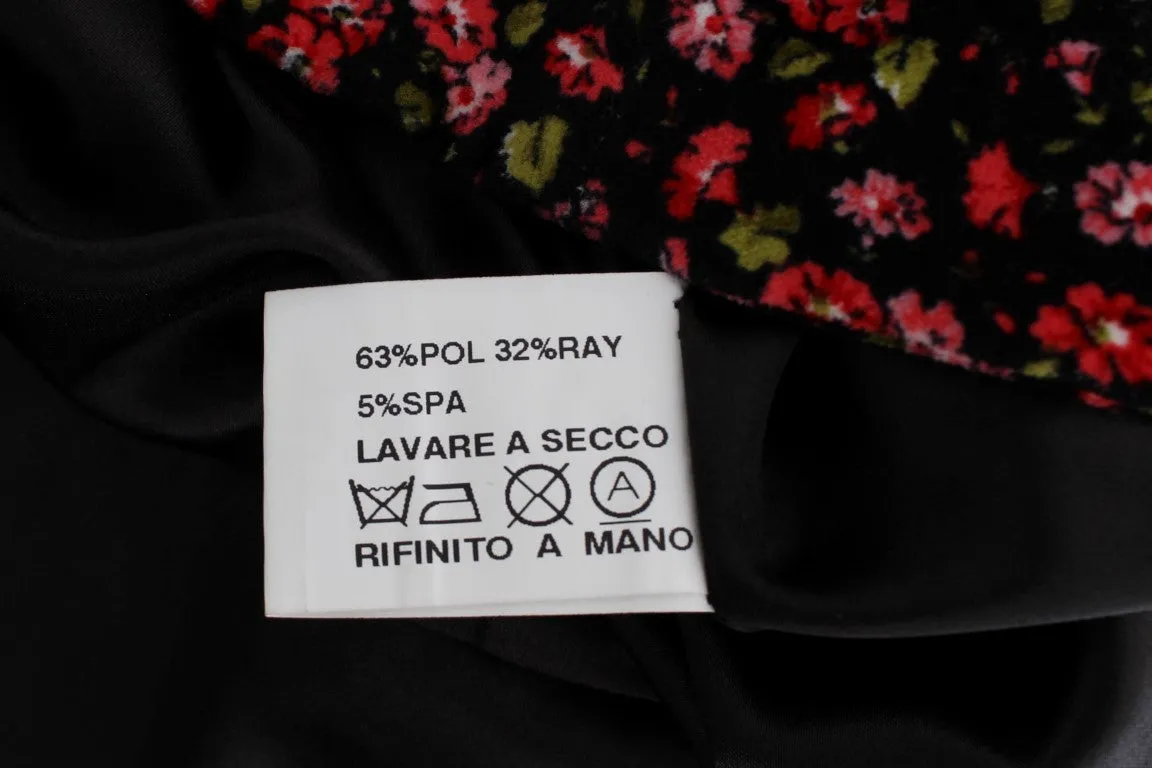 63%POL 32%RAY
5%SPA
LAVARE A SECCO
A
RIFINITO A MANO